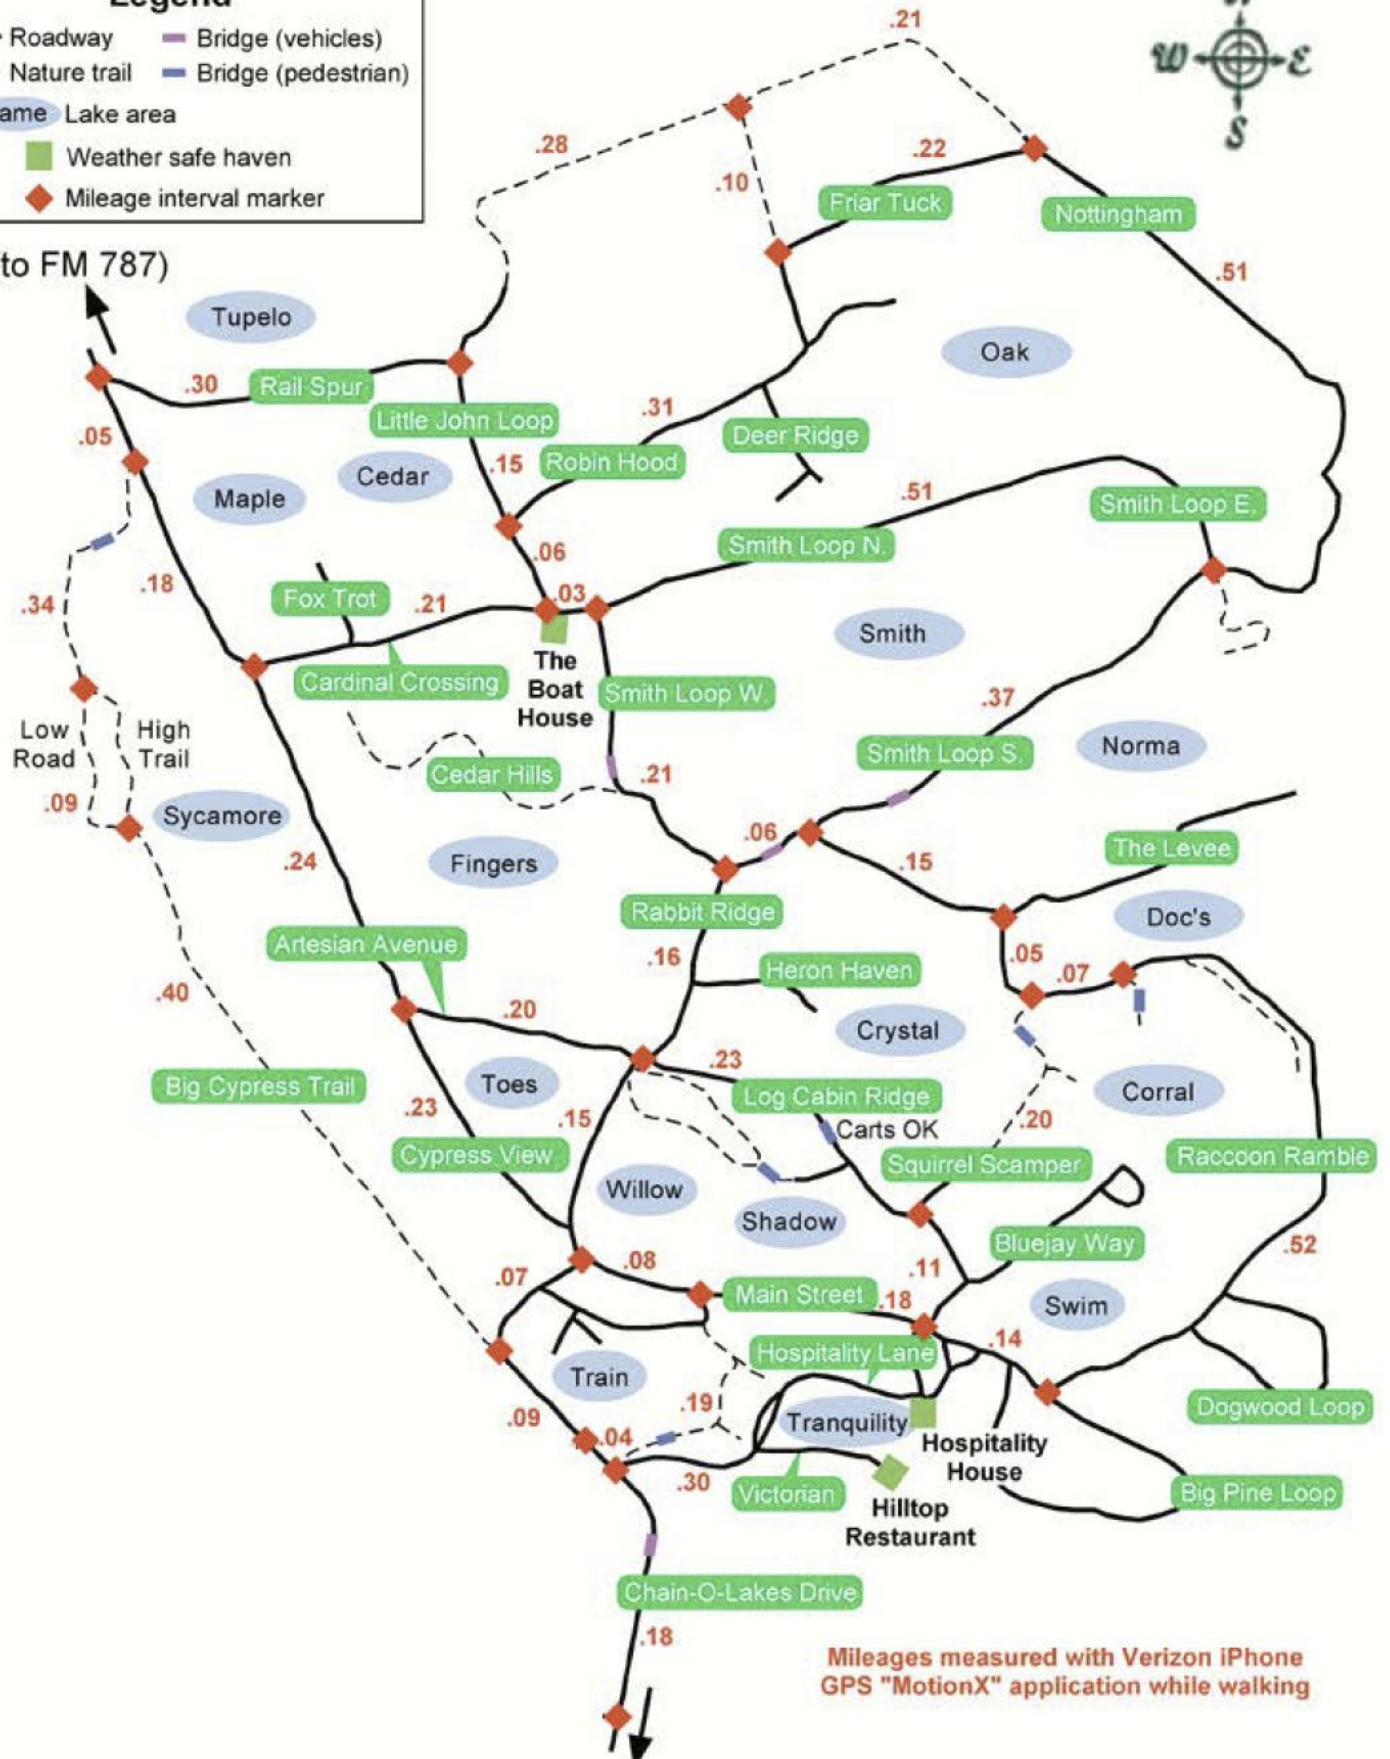 Legend
Roadway
Bridge (vehicles)
Nature trail
Bridge (pedestrian)
Lake area
Weather safe haven
Mileage interval marker
W E
S
to FM 787)
.21
.28
.22
.10
Friar Tuck
Nottingham
.51
Tupelo
Oak
.30
Rail Spur
Little John Loop
.31
.05
Deer Ridge
.15
Robin Hood
Cedar
Maple
.51
Smith Loop E.
Smith Loop N.
.06
.18
.03
Fox Trot
.21
.34
Smith
The
Boat
House
Cardinal Crossing
Smith Loop W.
.37
Low
Road
High
Trail
Smith Loop S.
Norma
Cedar Hills
.21
.09
Sycamore
.06
The Levee
.24
Fingers
.15
Rabbit Ridge
Doc's
Artesian Avenue
.16
.05
Heron Haven
.07
.40
.20
Crystal
.23
Big Cypress Trail
Toes
Log Cabin Ridge
Corral
.23
.15
Carts OK
.20
Cypress View
Squirrel Scamper
Raccoon Ramble
Willow
Shadow
Bluejay Way
.52
.07
.08
.11
Main Street
.18
Swim
Hospitality Lane
.14
Train
.19
Tranquility
Dogwood Loop
.09
.04
Hospitality
House
.30
Victorian
Big Pine Loop
Hilltop
Restaurant
Chain-O-Lakes Drive
.18
Mileages measured with Verizon iPhone
GPS "MotionX" application while walking